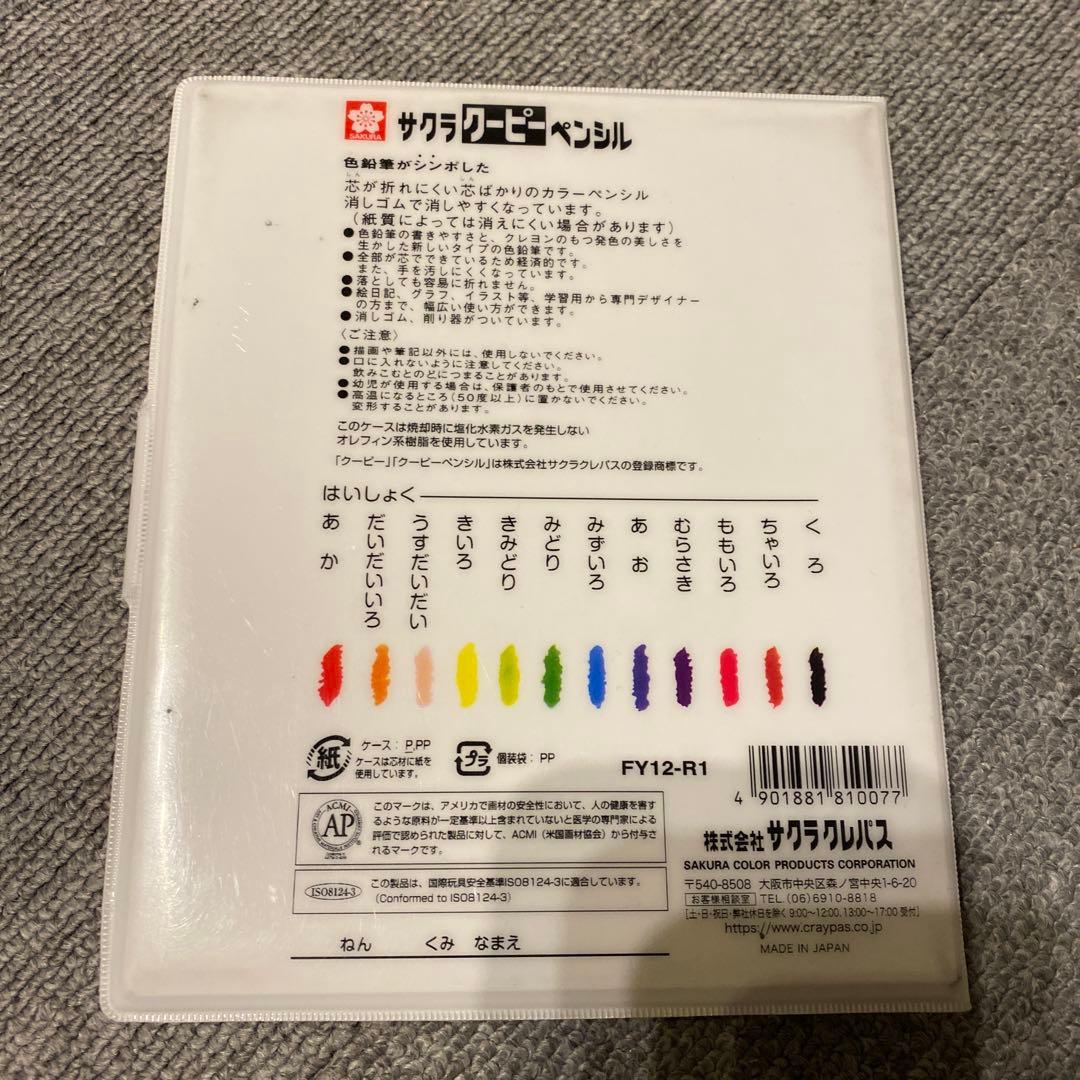 SAKURA
サクラクーピーペンシル
色鉛筆がシンポした
芯が折れにくい芯ばかりのカラーペンシル
消しゴムで消しやすくなっています。
(紙質によっては消えにくい場合があります)
●色鉛筆の書きやすさと、クレヨンのもつ発色の美しさを
生かした新しいタイプの色鉛筆です。
●全部が芯でできているため経済的です。
また、手を汚しにくくなっています。
●落としても容易に折れません。
●絵日記、グラフ、イラスト等、学習用から専門デザイナー
の方まで、幅広い使い方ができます。
●消しゴム、削り器がついています。
〈ご注意〉
●描画や筆記以外には、使用しないでください。
●口に入れないように注意してください。
飲みこむとのどにつまることがあります。
●幼児が使用する場合は、保護者のもとで使用させてください。
●高温になるところ(50度以上)に置かないでください。
変形することがあります。
このケースは焼却時に塩化水素ガスを発生しない
オレフィン系樹脂を使用しています。
「クーピー」「クーピーペンシル」は株式会社サクラクレパスの登録商標です。
はいしょく
あか
だいだいいろ
うすだいだい
きいろ
きみどり
みどり
みずいろ
あお
むらさき
ももいろ
ちゃいろ
くろ
紙
ケース:P,PP
ケースは芯材に紙を
使用しています。
プラ
個装袋:PP
FY12-R1
4 901881 810077
ACMI
AP
このマークは、アメリカで画材の安全性において、人の健康を害す
るような原料が一定基準以上含まれていないと医学の専門家による
評価で認められた製品に対して、ACMI(米国画材協会)から付与さ
れるマークです。
ISO8124-3
この製品は、国際玩具安全基準ISO8124-3に適合しています。
(Conformed to ISO8124-3)
株式会社サクラクレパス
SAKURA COLOR PRODUCTS CORPORATION
〒540-8508 大阪市中央区森ノ宮中央1-6-20
お客様相談室 TEL.(06)6910-8818
[土・日・祝日・弊社休日を除く9:00〜12:00、13:00〜17:00受付]
https://www.craypas.co.jp
MADE IN JAPAN
ねん くみ なまえ